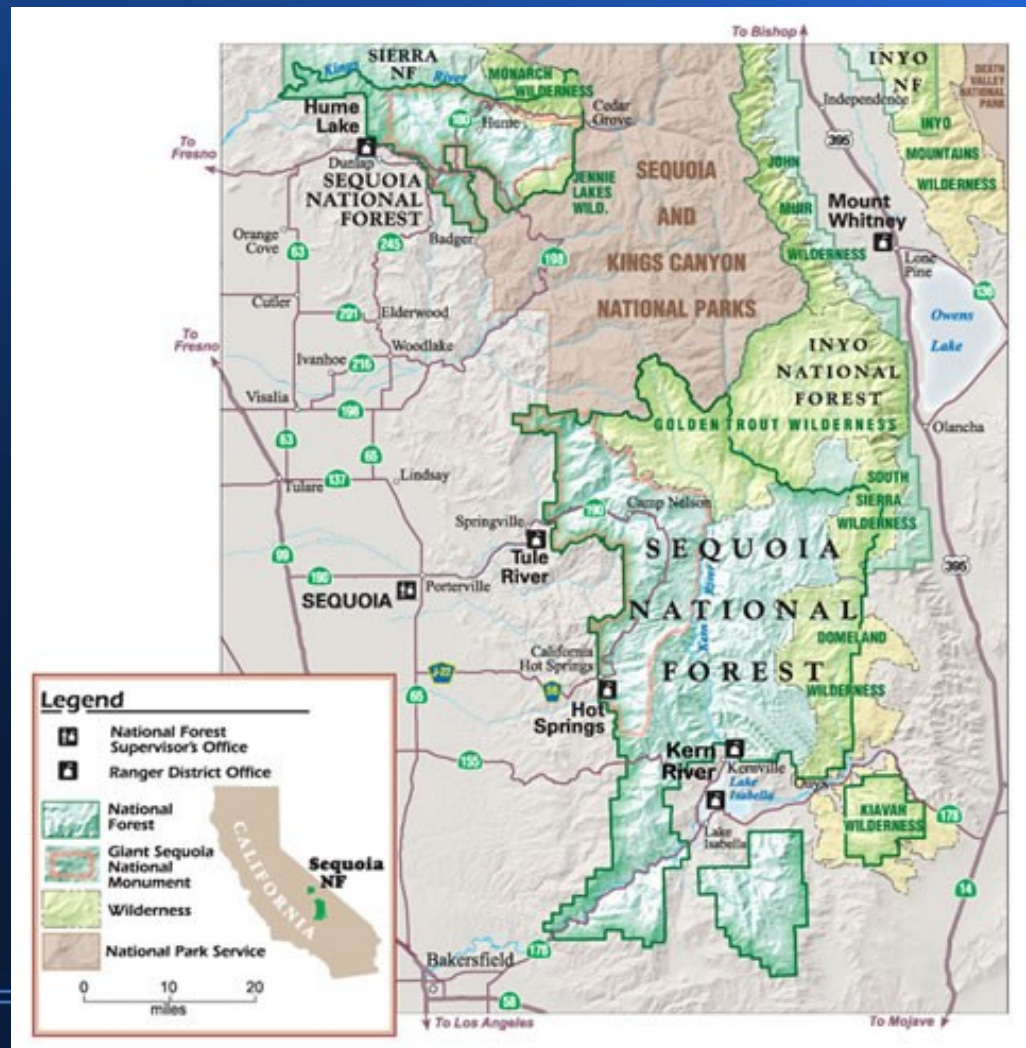 To Bishop
SIERRA
NF
Kings
River
MONARCH
WILDERNESS
INYO
NF
DEATH
VALLEY
NATIONAL
PARK
Hume
Lake
180
Hume
Cedar
Grove
Independence
INYO
MOUNTAINS
WILDERNESS
395
To
Fresno
Dunlap
SEQUOIA
NATIONAL
FOREST
JENNIE
LAKES
WILD.
SEQUOIA
AND
KINGS CANYON
NATIONAL PARKS
JOHN
MUIR
WILDERNESS
Mount
Whitney
Lone
Pine
136
Orange
Cove
63
245
Badger
198
Cutler
201
Elderwood
Owens
Lake
To
Fresno
Ivanhoe
216
Woodlake
INYO
NATIONAL
FOREST
Visalia
198
GOLDEN TROUT WILDERNESS
Olancha
63
65
137
Lindsay
Tulare
SOUTH
SIERRA
WILDERNESS
190
Camp Nelson
Springville
Tule
River
99
190
SEQUOIA
Porterville
395
SEQUOIA
NATIONAL
FOREST
Kern River
DOMELAND
WILDERNESS
California
Hot Springs
J-22
56
Hot
Springs
65
155
Kern
River
Kernville
Lake
Isabella
Onyx
Lake
Isabella
KIAVAH
WILDERNESS
178
14
178
Bakersfield
58
To Los Angeles
To Mojave
Legend
National Forest
Supervisor's Office
Ranger District Office
National
Forest
Giant Sequoia
National
Monument
Wilderness
National Park Service
CALIFORNIA
Sequoia
NF
0 10 20
miles